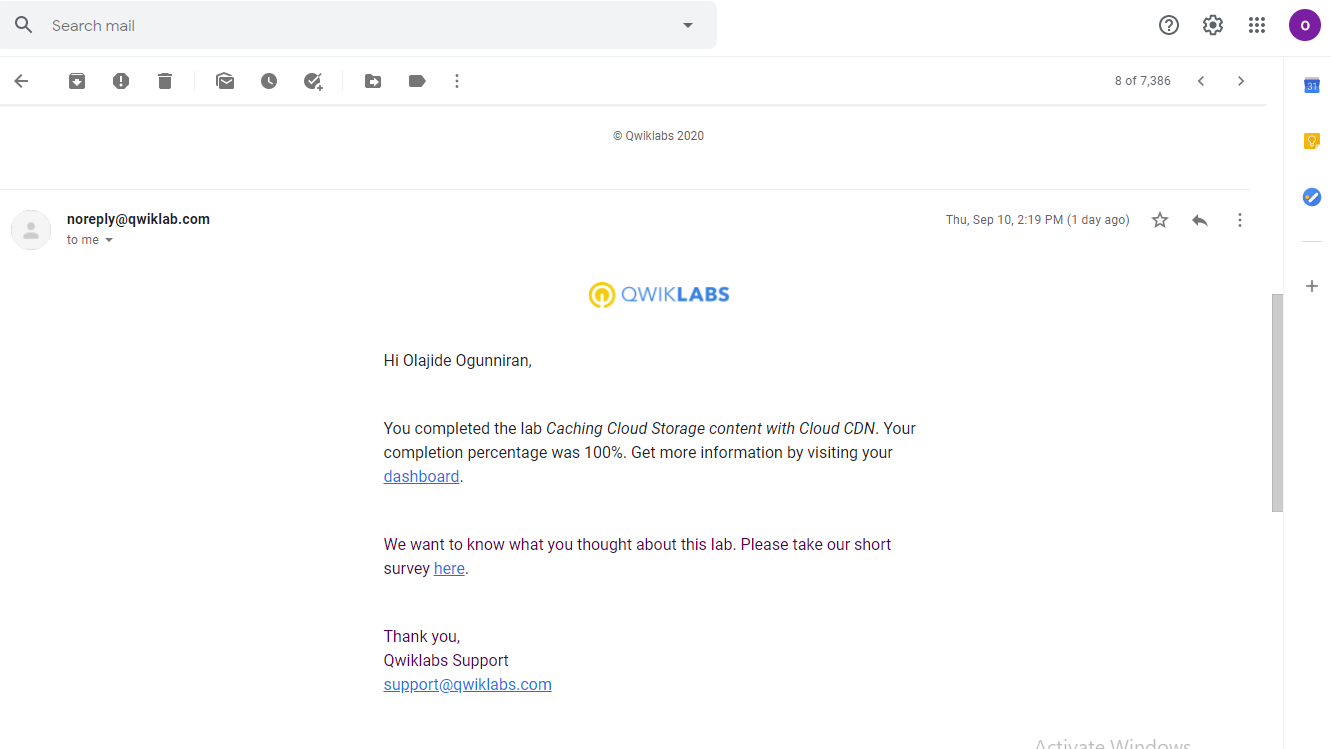 Search mail
O
8 of 7,386
31
© Qwiklabs 2020
noreply@qwiklab.com
Thu, Sep 10, 2:19 PM (1 day ago)
to me
QWIKLABS
Hi Olajide Ogunniran,
You completed the lab Caching Cloud Storage content with Cloud CDN. Your
completion percentage was 100%. Get more information by visiting your
dashboard.
We want to know what you thought about this lab. Please take our short
survey here.
Thank you,
Qwiklabs Support
support@qwiklabs.com
Activate Windows